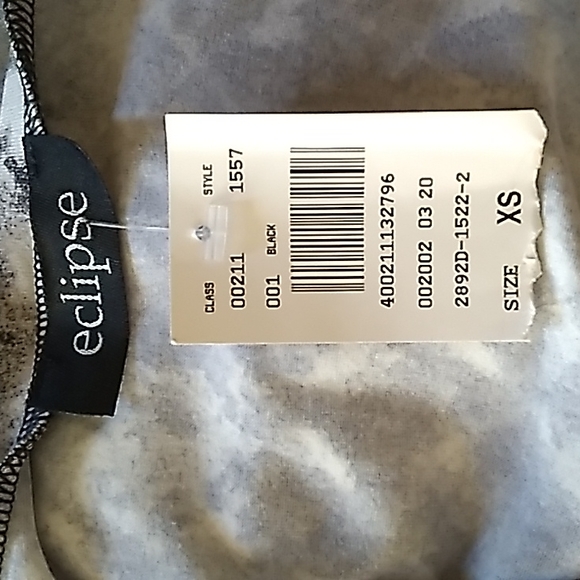 eclipse
CLASS STYLE
00211 1557
001 BLACK
400211132796
002002 03 20
2892D-1522-2
SIZE XS